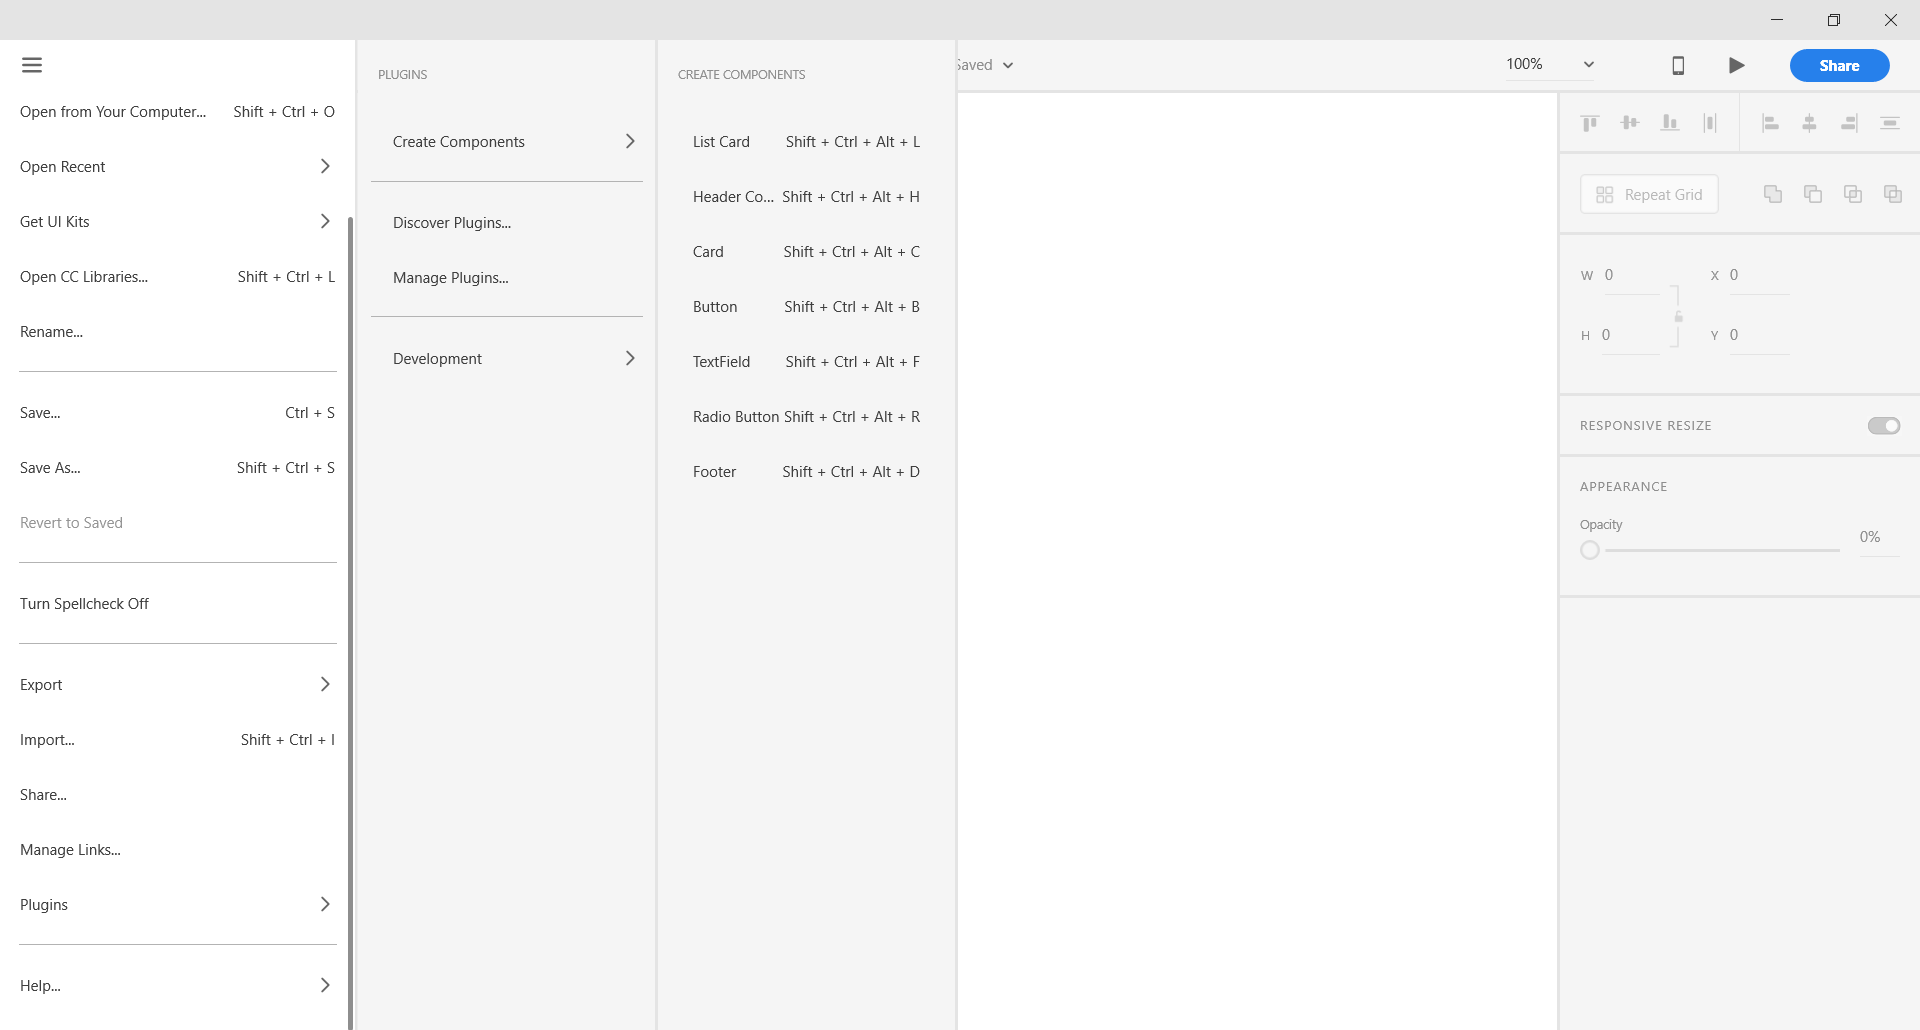 Open from Your Computer... Shift + Ctrl + O
Open Recent
Get UI Kits
Open CC Libraries... Shift + Ctrl + L
Rename...
Save... Ctrl + S
Save As... Shift + Ctrl + S
Revert to Saved
Turn Spellcheck Off
Export
Import... Shift + Ctrl + I
Share...
Manage Links...
Plugins
Help...
PLUGINS
Create Components
Discover Plugins...
Manage Plugins...
Development
CREATE COMPONENTS
List Card Shift + Ctrl + Alt + L
Header Co... Shift + Ctrl + Alt + H
Card Shift + Ctrl + Alt + C
Button Shift + Ctrl + Alt + B
TextField Shift + Ctrl + Alt + F
Radio Button Shift + Ctrl + Alt + R
Footer Shift + Ctrl + Alt + D
Saved
100%
Share
Repeat Grid
W 0 X 0
H 0 Y 0
RESPONSIVE RESIZE
APPEARANCE
Opacity
0%